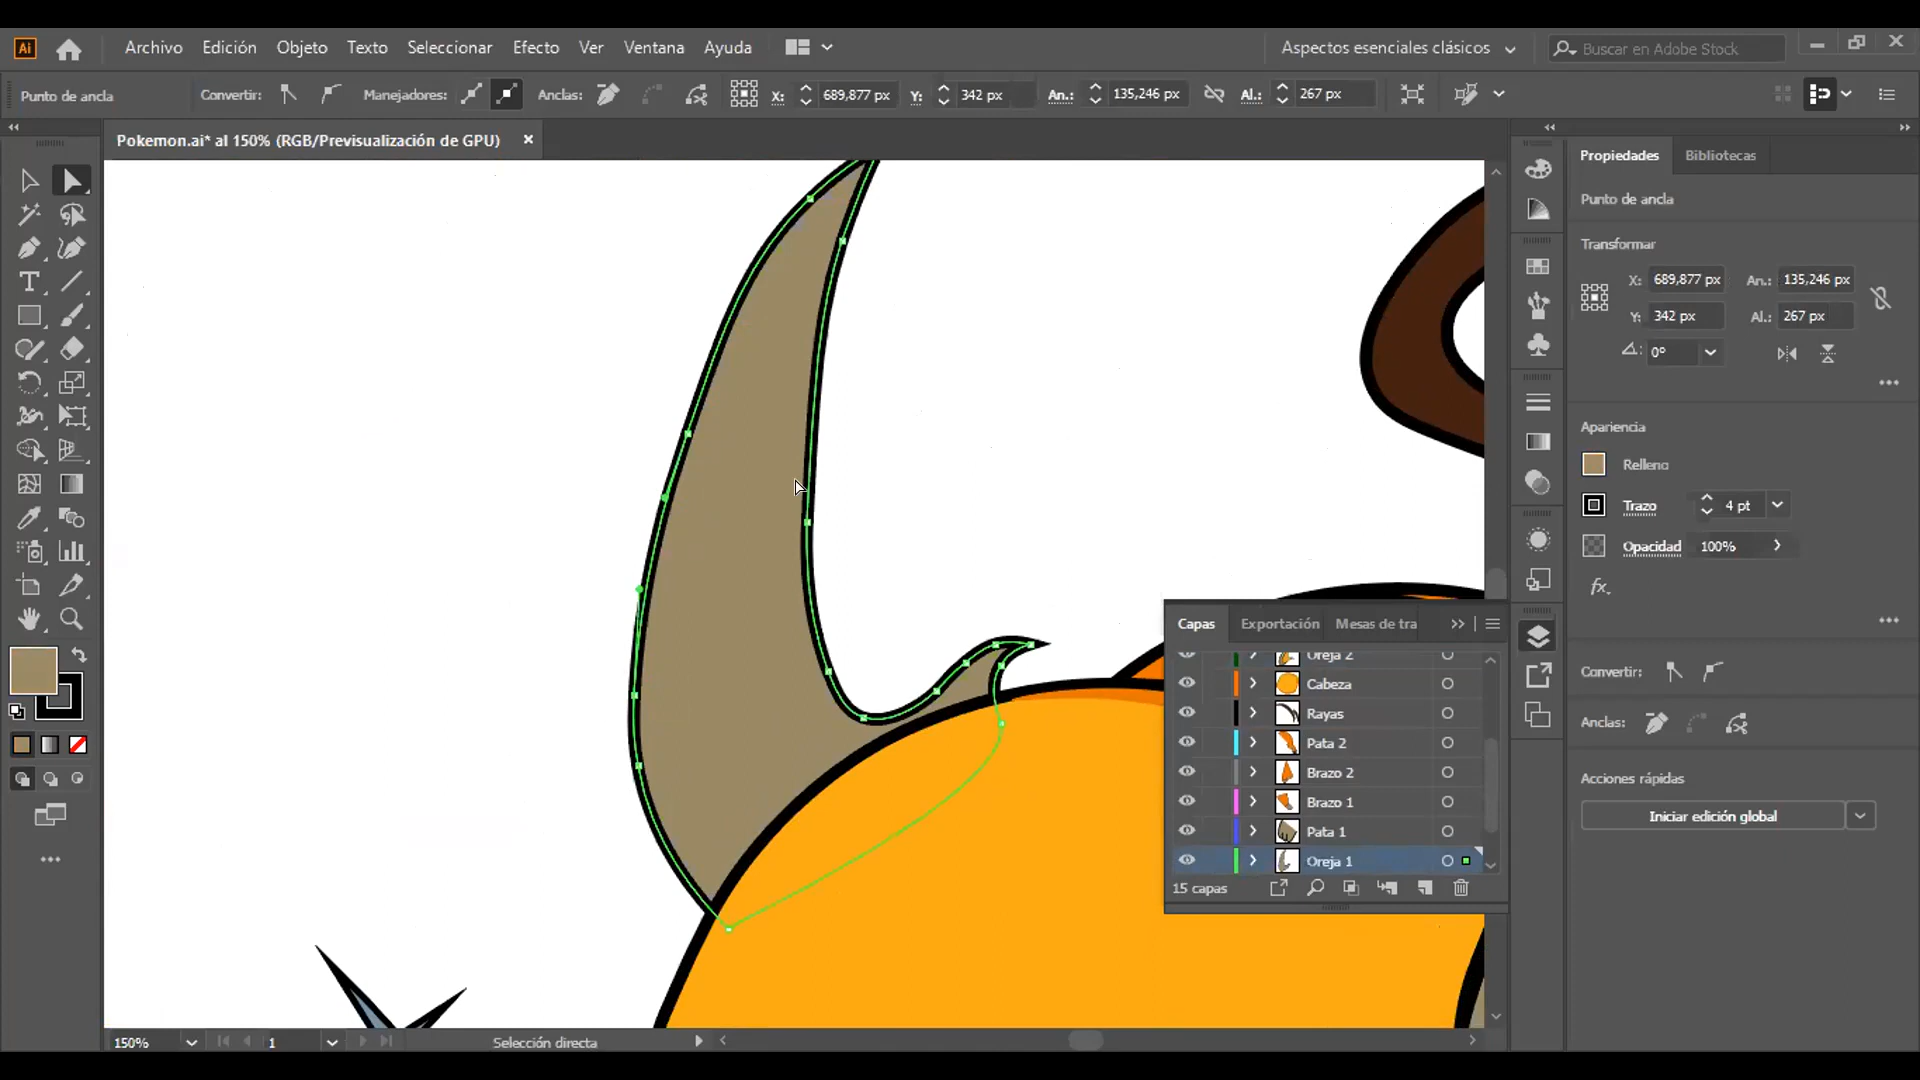 Ai Archivo Edición Objeto Texto Seleccionar Efecto Ver Ventana Ayuda Aspectos esenciales clásicos Buscar en Adobe Stock
Punto de ancla Convertir: Manejadores: Anclas: X: 689,877 px Y: 342 px An.: 135,246 px Al.: 267 px
Pokemon.ai* al 150% (RGB/Previsualización de GPU) ×
Propiedades Bibliotecas
Punto de ancla
Transformar
X: 689,877 px An.: 135,246 px
Y: 342 px Al.: 267 px
0°
Apariencia
Relleno
Trazo 4 pt
Opacidad 100%
fx.
Convertir:
Anclas:
Acciones rápidas
Iniciar edición global
Capas Exportación Mesas de tra
Oreja 2
Cabeza
Rayas
Pata 2
Brazo 2
Brazo 1
Pata 1
Oreja 1
15 capas
150% 1 Selección directa